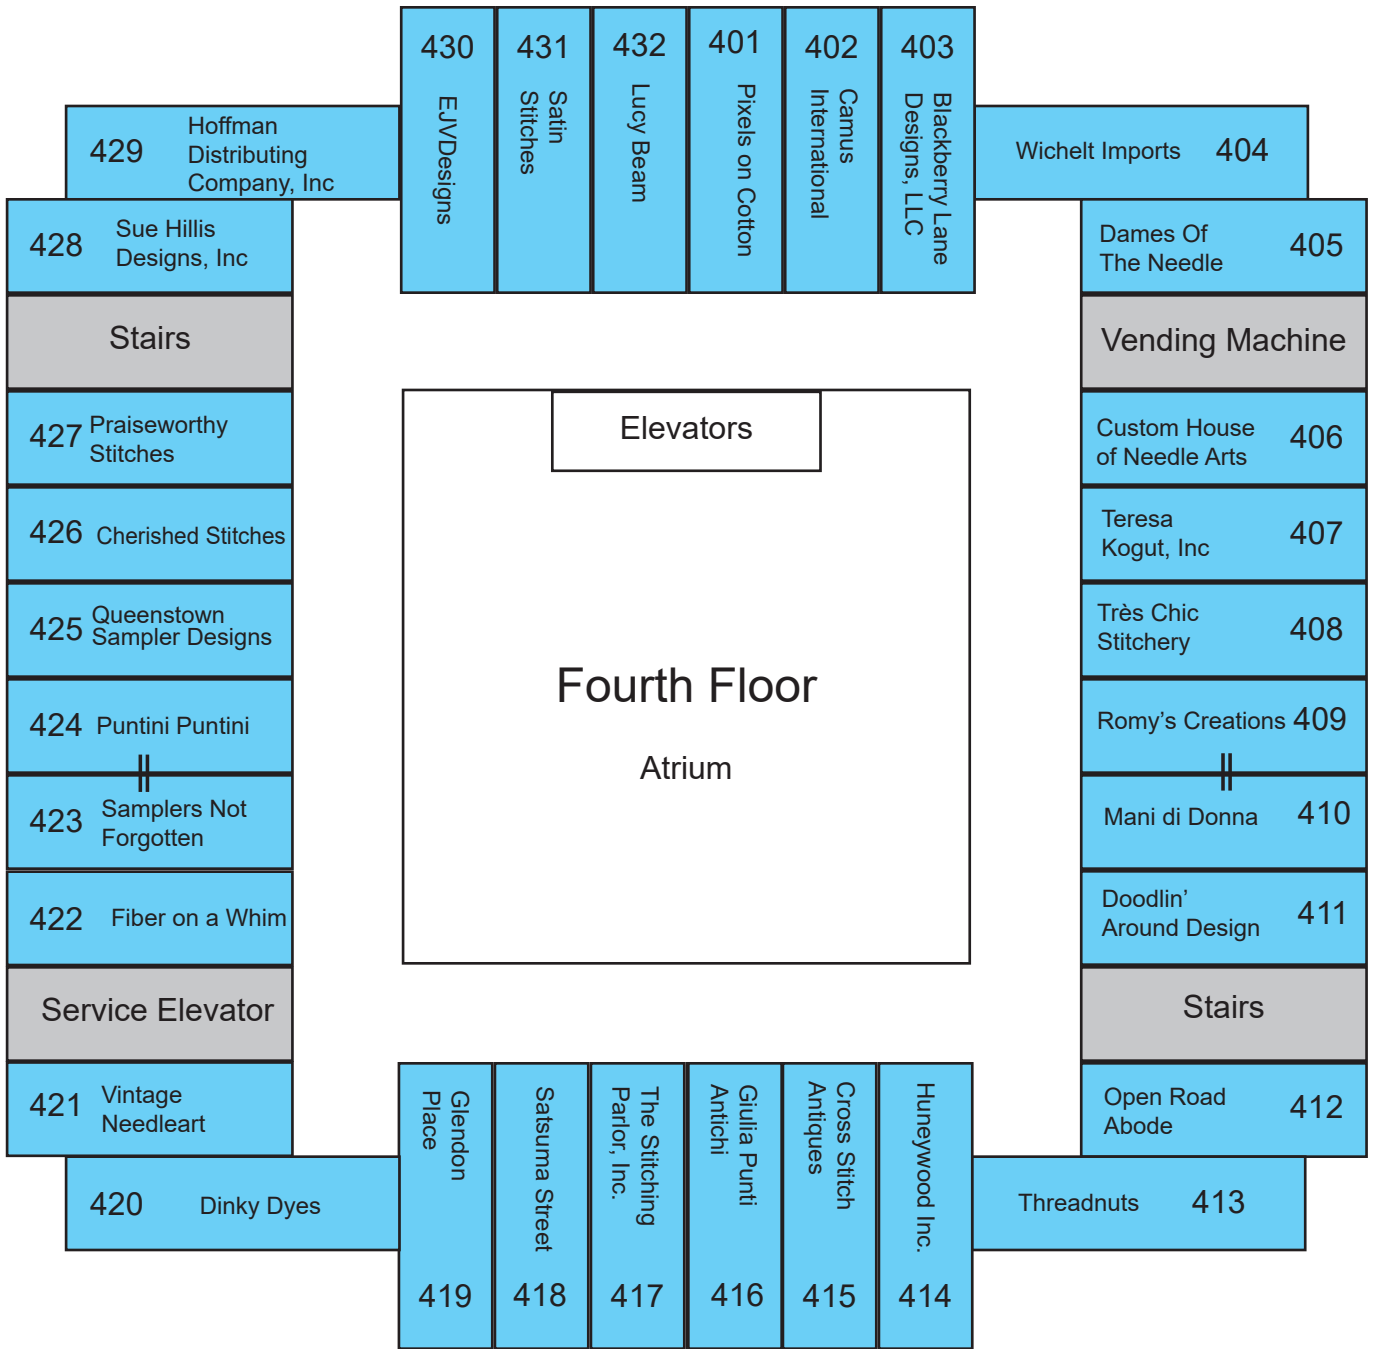 430
EJVDesigns
431
Satin
Stitches
432
Lucy Beam
401
Pixels on Cotton
402
Camus
International
403
Blackberry Lane
Designs, LLC
429
Hoffman
Distributing
Company, Inc
Wichelt Imports 404
428
Sue Hillis
Designs, Inc
Dames Of
The Needle
405
Stairs
Vending Machine
Elevators
427
Praiseworthy
Stitches
Custom House
of Needle Arts
406
426 Cherished Stitches
Teresa
Kogut, Inc
407
425
Queenstown
Sampler Designs
Très Chic
Stitchery
408
Fourth Floor
Atrium
424 Puntini Puntini
Romy’s Creations 409
423
Samplers Not
Forgotten
Mani di Donna 410
422 Fiber on a Whim
Doodlin’
Around Design
411
Service Elevator
Stairs
421
Vintage
Needleart
Open Road
Abode
412
420 Dinky Dyes
Threadnuts 413
Glendon
Place
419
Satsuma Street
418
The Stitching
Parlor, Inc.
417
Giulia Punti
Antichi
416
Cross Stitch
Antiques
415
Huneywood Inc.
414